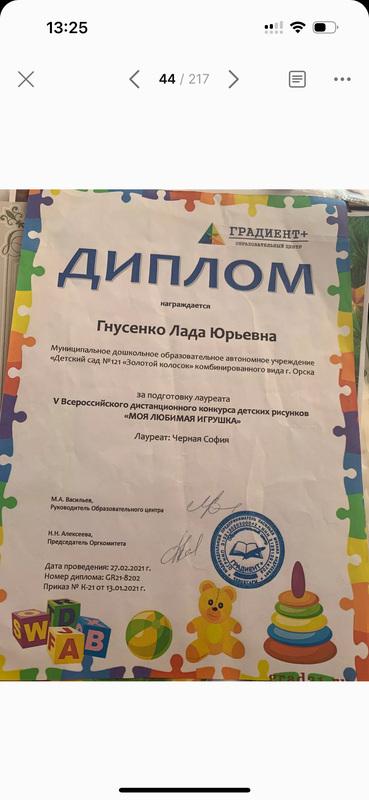 13:25
44 / 217
ГРАДИЕНТ+
ОБРАЗОВАТЕЛЬНЫЙ ЦЕНТР
ДИПЛОМ
награждается
Гнусенко Лада Юрьевна
Муниципальное дошкольное образовательное автономное учреждение
«Детский сад №121 «Золотой колосок» комбинированного вида г. Орска
за подготовку лауреата
V Всероссийского дистанционного конкурса детских рисунков
«МОЯ ЛЮБИМАЯ ИГРУШКА»
Лауреат: Черная София
М.А. Васильев,
Руководитель Образовательного центра
Н.Н. Алексеева,
Председатель Оргкомитета
ГРАДИЕНТ+
Дата проведения: 27.02.2021 г.
Номер диплома: GR21-8202
Приказ № К-21 от 13.01.2021 г.
S W D F A B